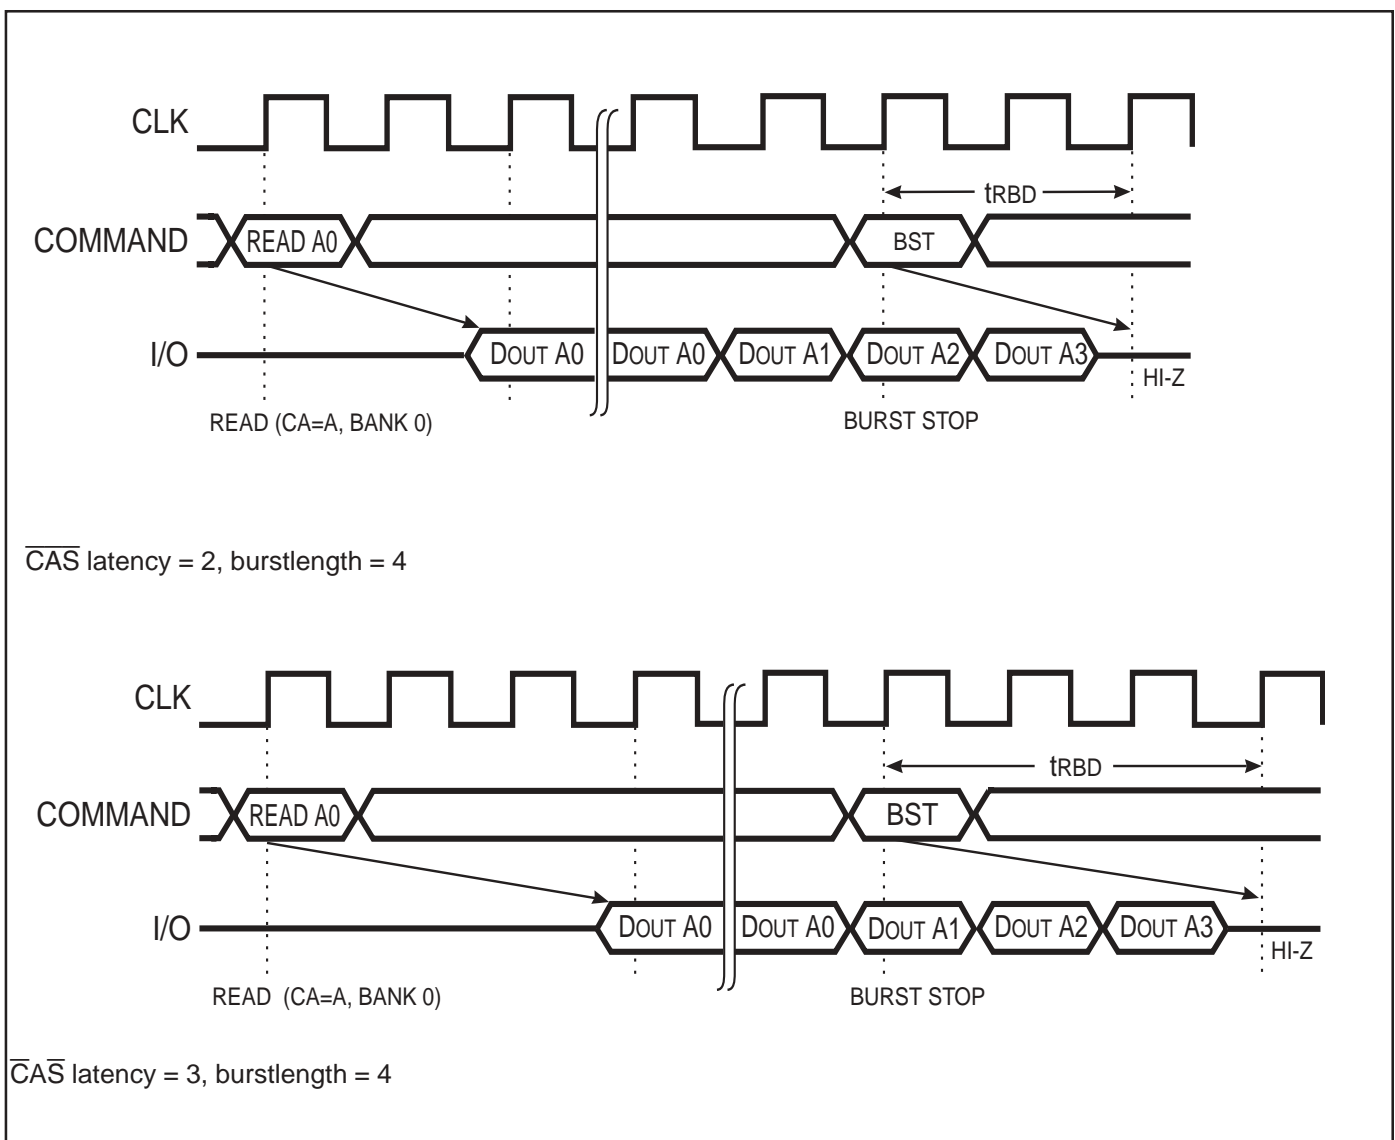 CLK
tRBD
COMMAND READ A0 BST
I/O DOUT A0 DOUT A0 DOUT A1 DOUT A2 DOUT A3
HI-Z
READ (CA=A, BANK 0) BURST STOP
CAS latency = 2, burstlength = 4
CLK
tRBD
COMMAND READ A0 BST
I/O DOUT A0 DOUT A0 DOUT A1 DOUT A2 DOUT A3
HI-Z
READ (CA=A, BANK 0) BURST STOP
CAS latency = 3, burstlength = 4